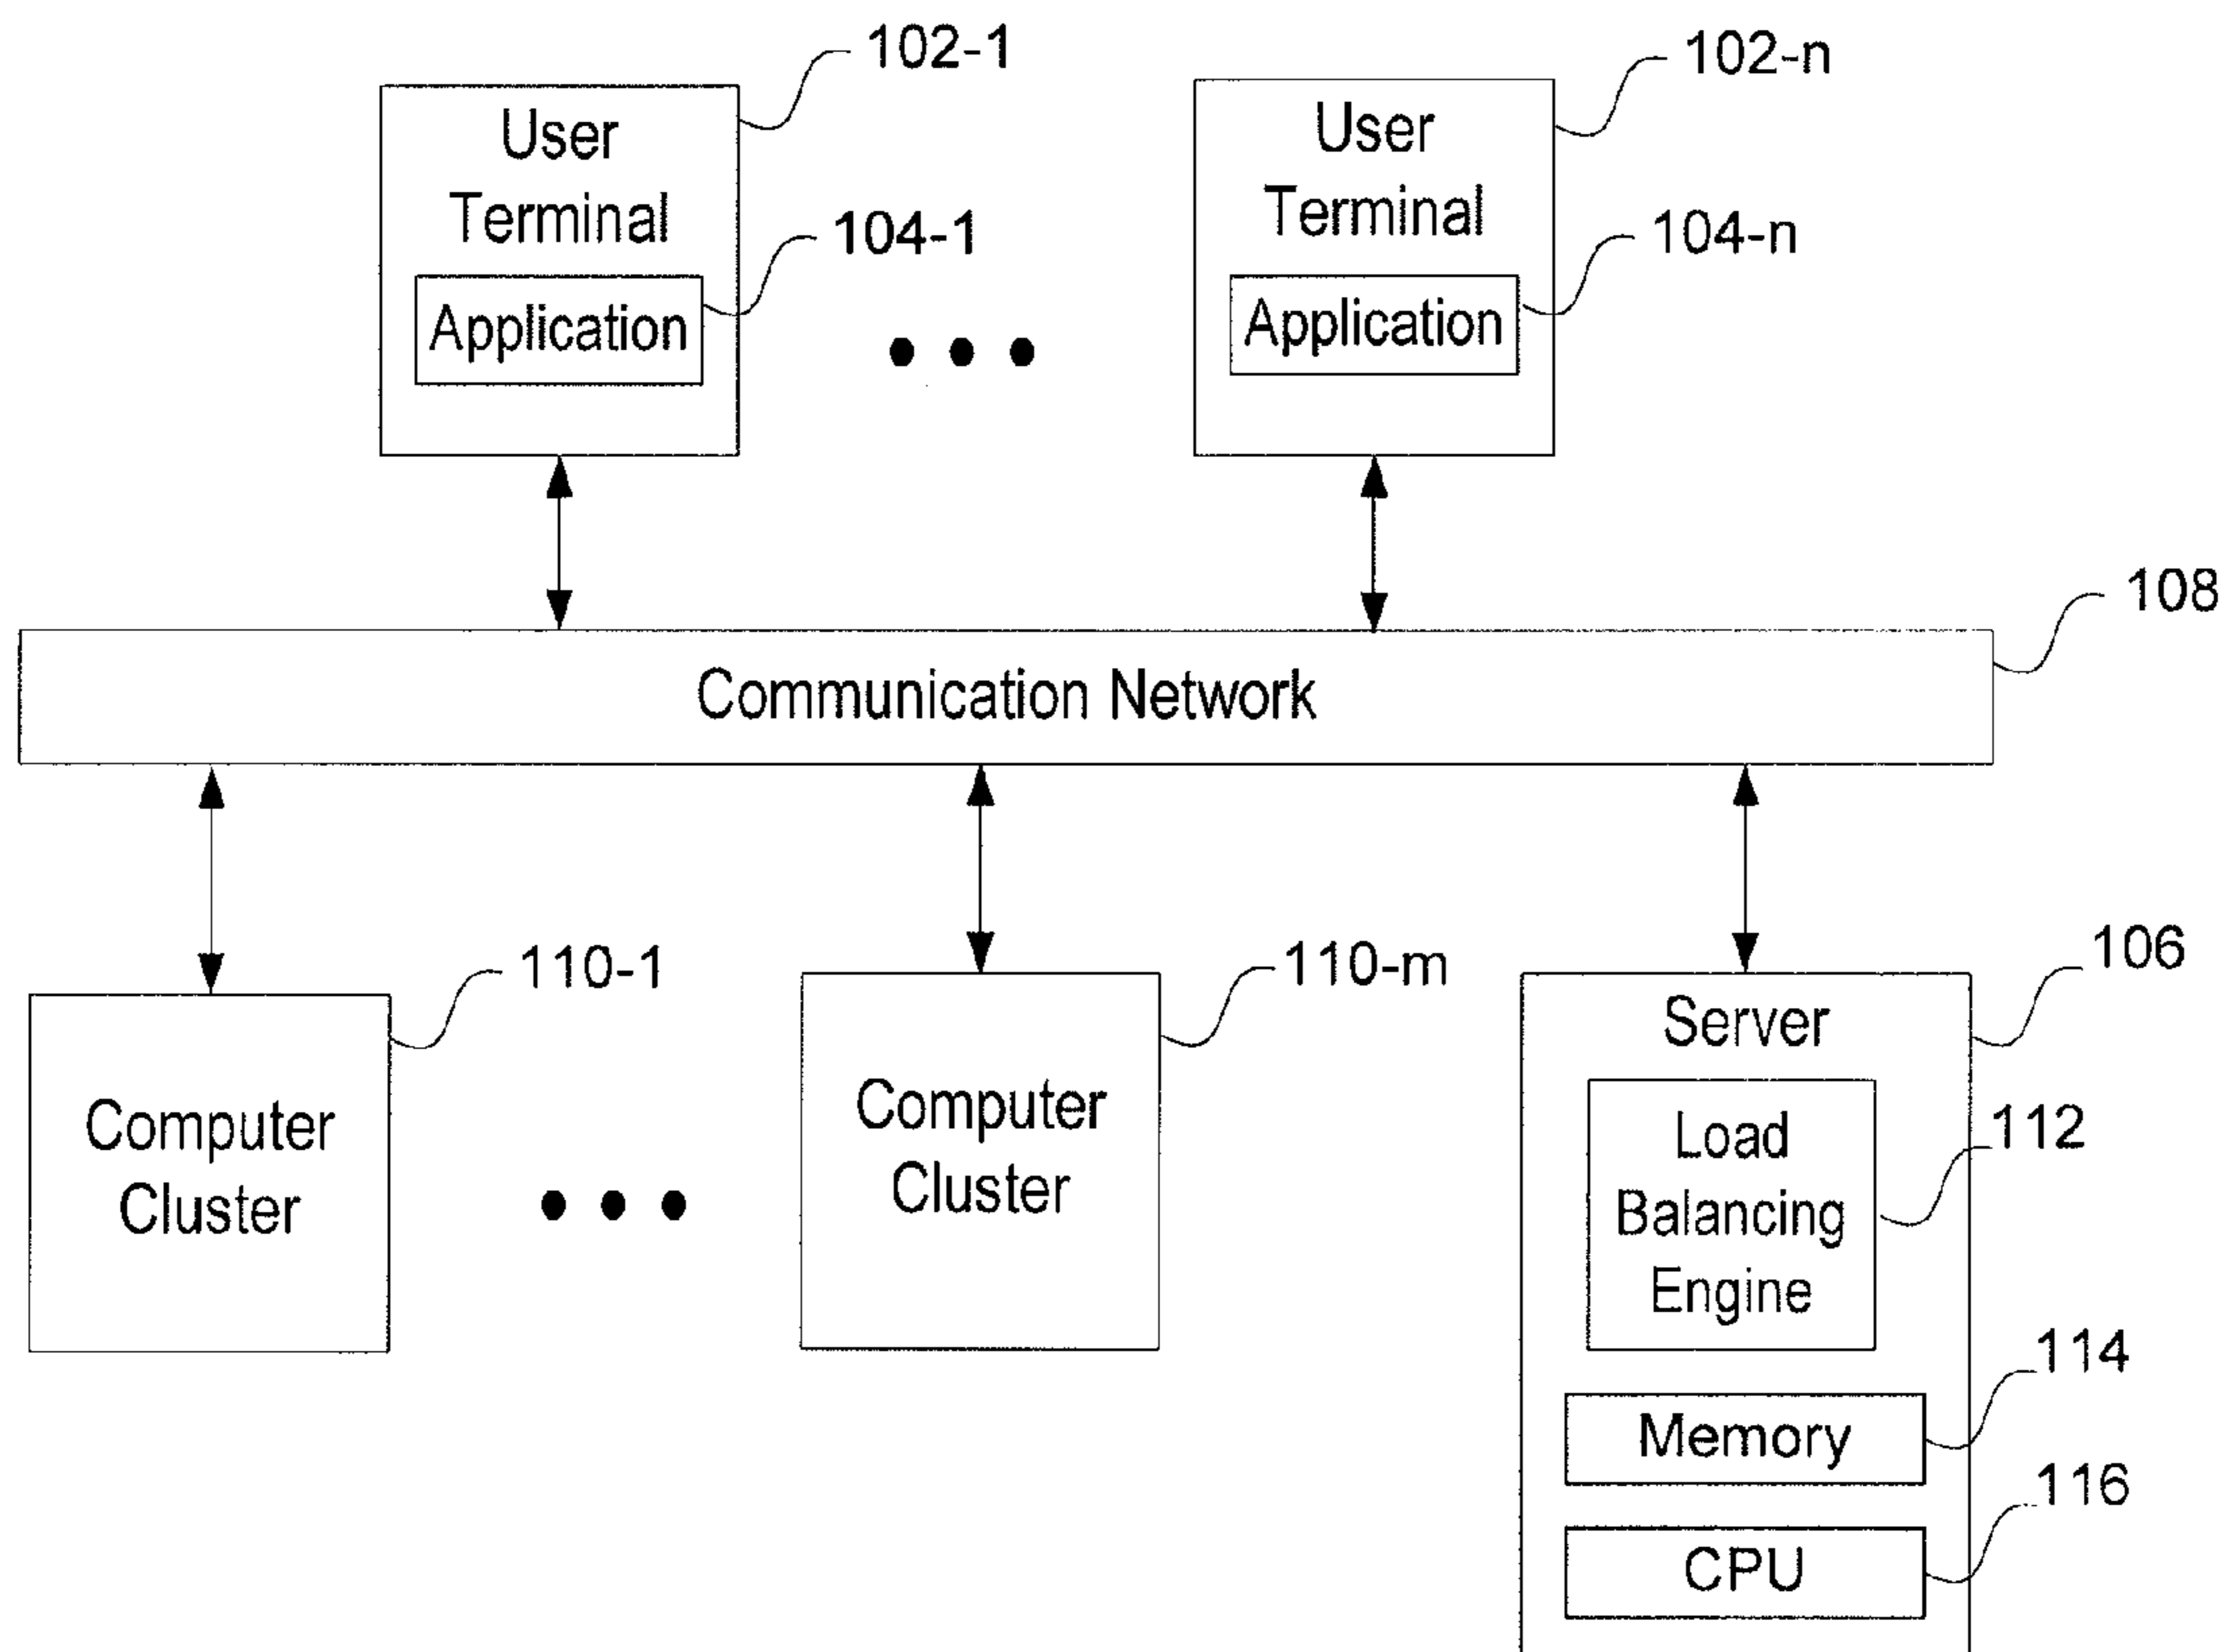 102-1
102-n
User
Terminal
104-1
Application
User
Terminal
104-n
Application
108
Communication Network
110-1
110-m
106
Computer
Cluster
Computer
Cluster
Server
Load
Balancing
Engine
112
114
Memory
116
CPU